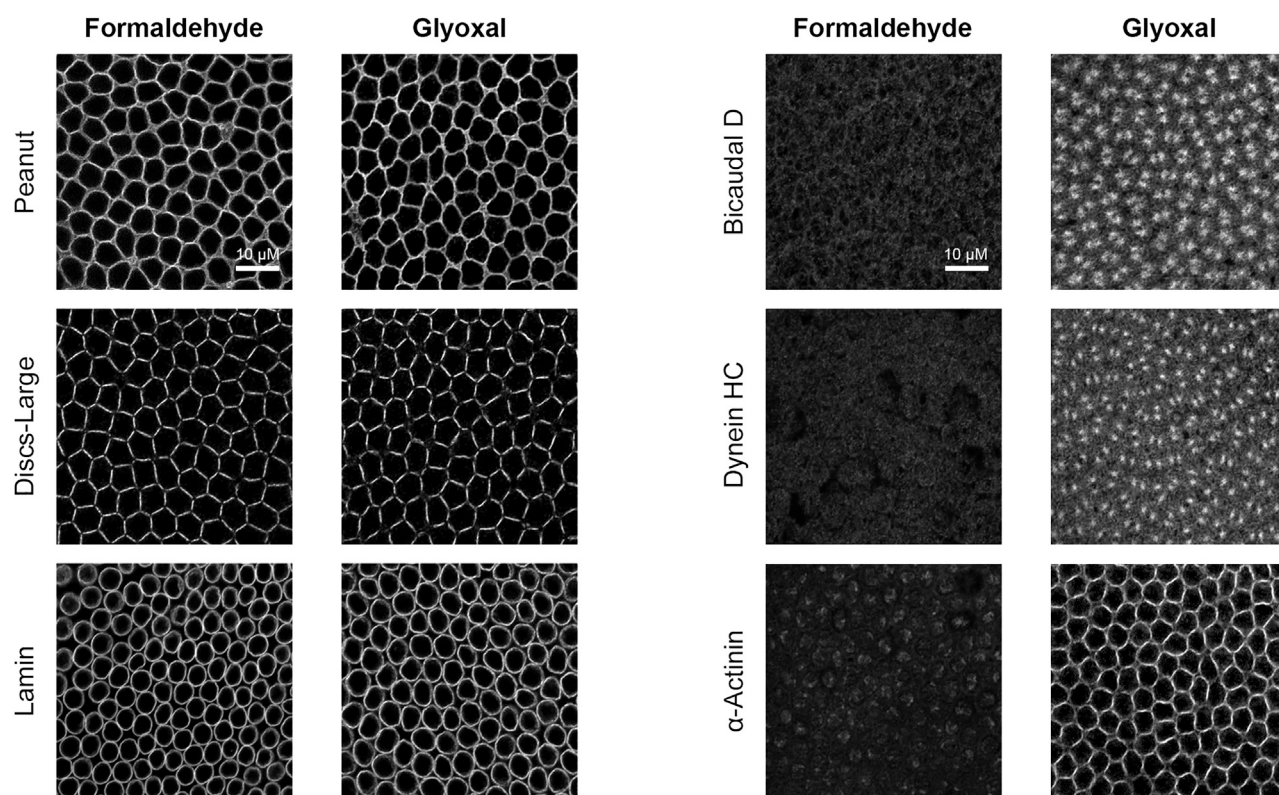 Formaldehyde Glyoxal Formaldehyde Glyoxal
Peanut
10 µM
Bicaudal D
10 µM
Discs-Large
Dynein HC
Lamin
α-Actinin